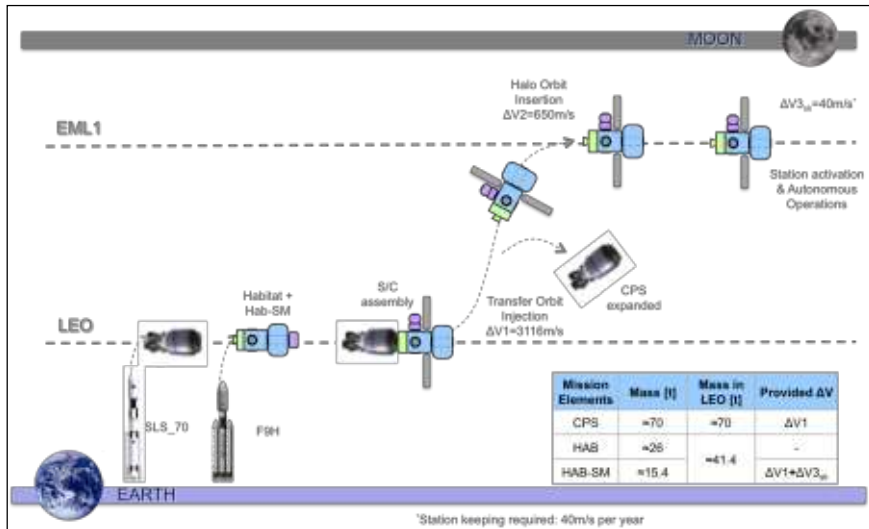 MOON
Halo Orbit
Insertion
ΔV2=650m/s
ΔV3sk=40m/s*
EML1
Station activation
& Autonomous
Operations
CPS
expanded
S/C
assembly
Habitat +
Hab-SM
Transfer Orbit
Injection
ΔV1=3116m/s
LEO
SLS_70
F9H
Mission Elements Mass [t] Mass in LEO [t] Provided ΔV
CPS ≈70 ≈70 ΔV1
HAB ≈26 ≈41.4 -
HAB-SM ≈15.4 ΔV1+ΔV3sk
EARTH
*Station keeping required: 40m/s per year